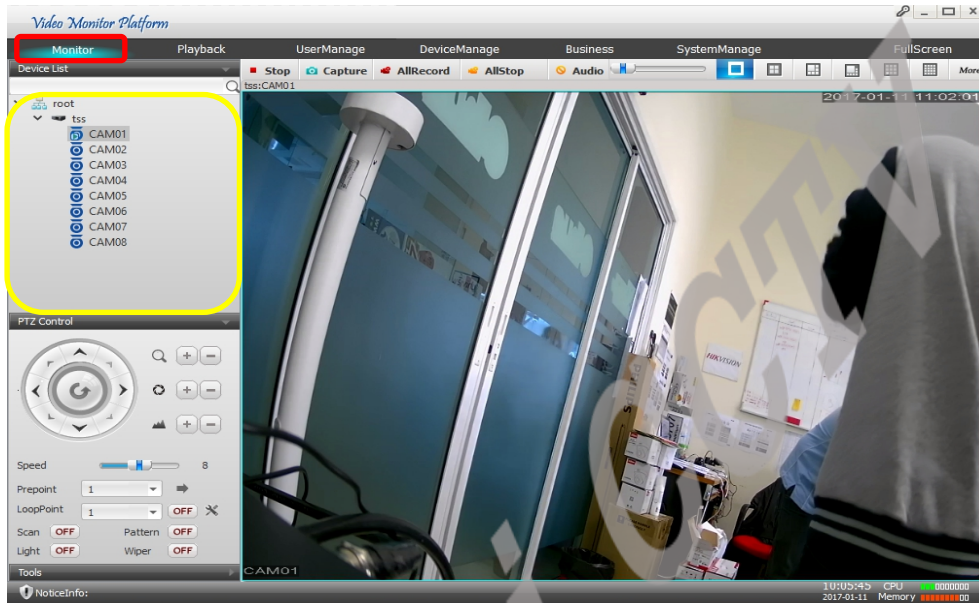 Video Monitor Platform
Monitor Playback UserManage DeviceManage Business SystemManage FullScreen
Device List
Stop Capture AllRecord AllStop Audio More
tss:CAM01
2017-01-11 11:02:01
root
tss
CAM01
CAM02
CAM03
CAM04
CAM05
CAM06
CAM07
CAM08
HIKVISION
PTZ Control
Speed 8
Prepoint 1
LoopPoint 1 OFF
Scan OFF Pattern OFF
Light OFF Wiper OFF
Tools
CAM01
NoticeInfo:
10:05:45 CPU
2017-01-11 Memory